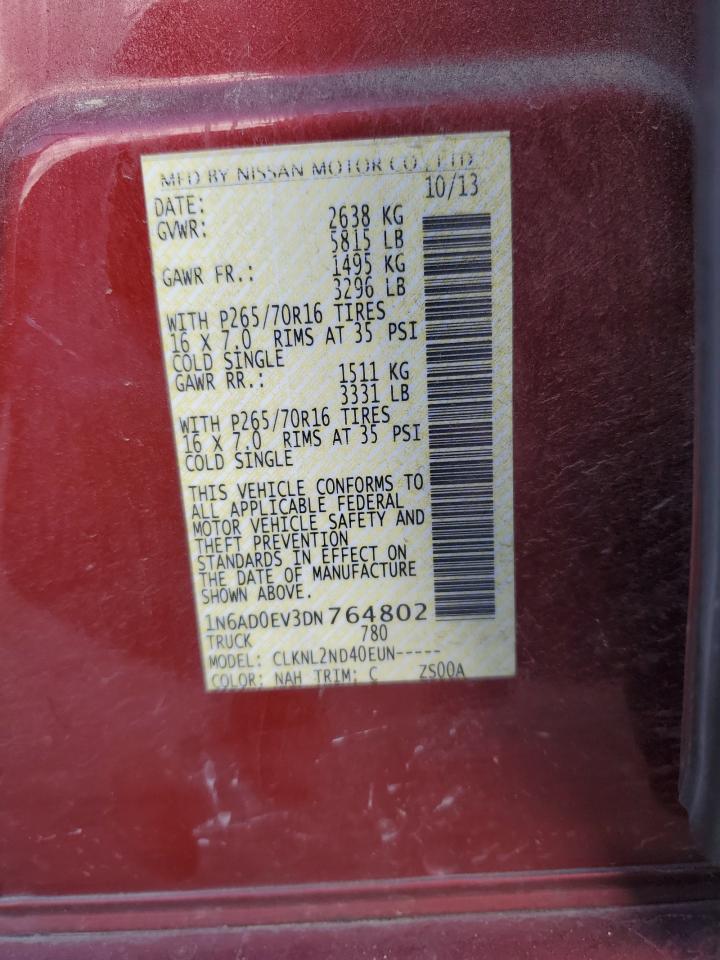 MFD BY NISSAN MOTOR CO., LTD.
DATE: 10/13
GVWR: 2638 KG
5815 LB
GAWR FR.: 1495 KG
3296 LB
WITH P265/70R16 TIRES
16 X 7.0 RIMS AT 35 PSI
COLD SINGLE
GAWR RR.: 1511 KG
3331 LB
WITH P265/70R16 TIRES
16 X 7.0 RIMS AT 35 PSI
COLD SINGLE
THIS VEHICLE CONFORMS TO
ALL APPLICABLE FEDERAL
MOTOR VEHICLE SAFETY AND
THEFT PREVENTION
STANDARDS IN EFFECT ON
THE DATE OF MANUFACTURE
SHOWN ABOVE.
1N6AD0EV3DN764802
TRUCK 780
MODEL: CLKNL2ND40EUN-----
COLOR: NAH TRIM: C ZS00A